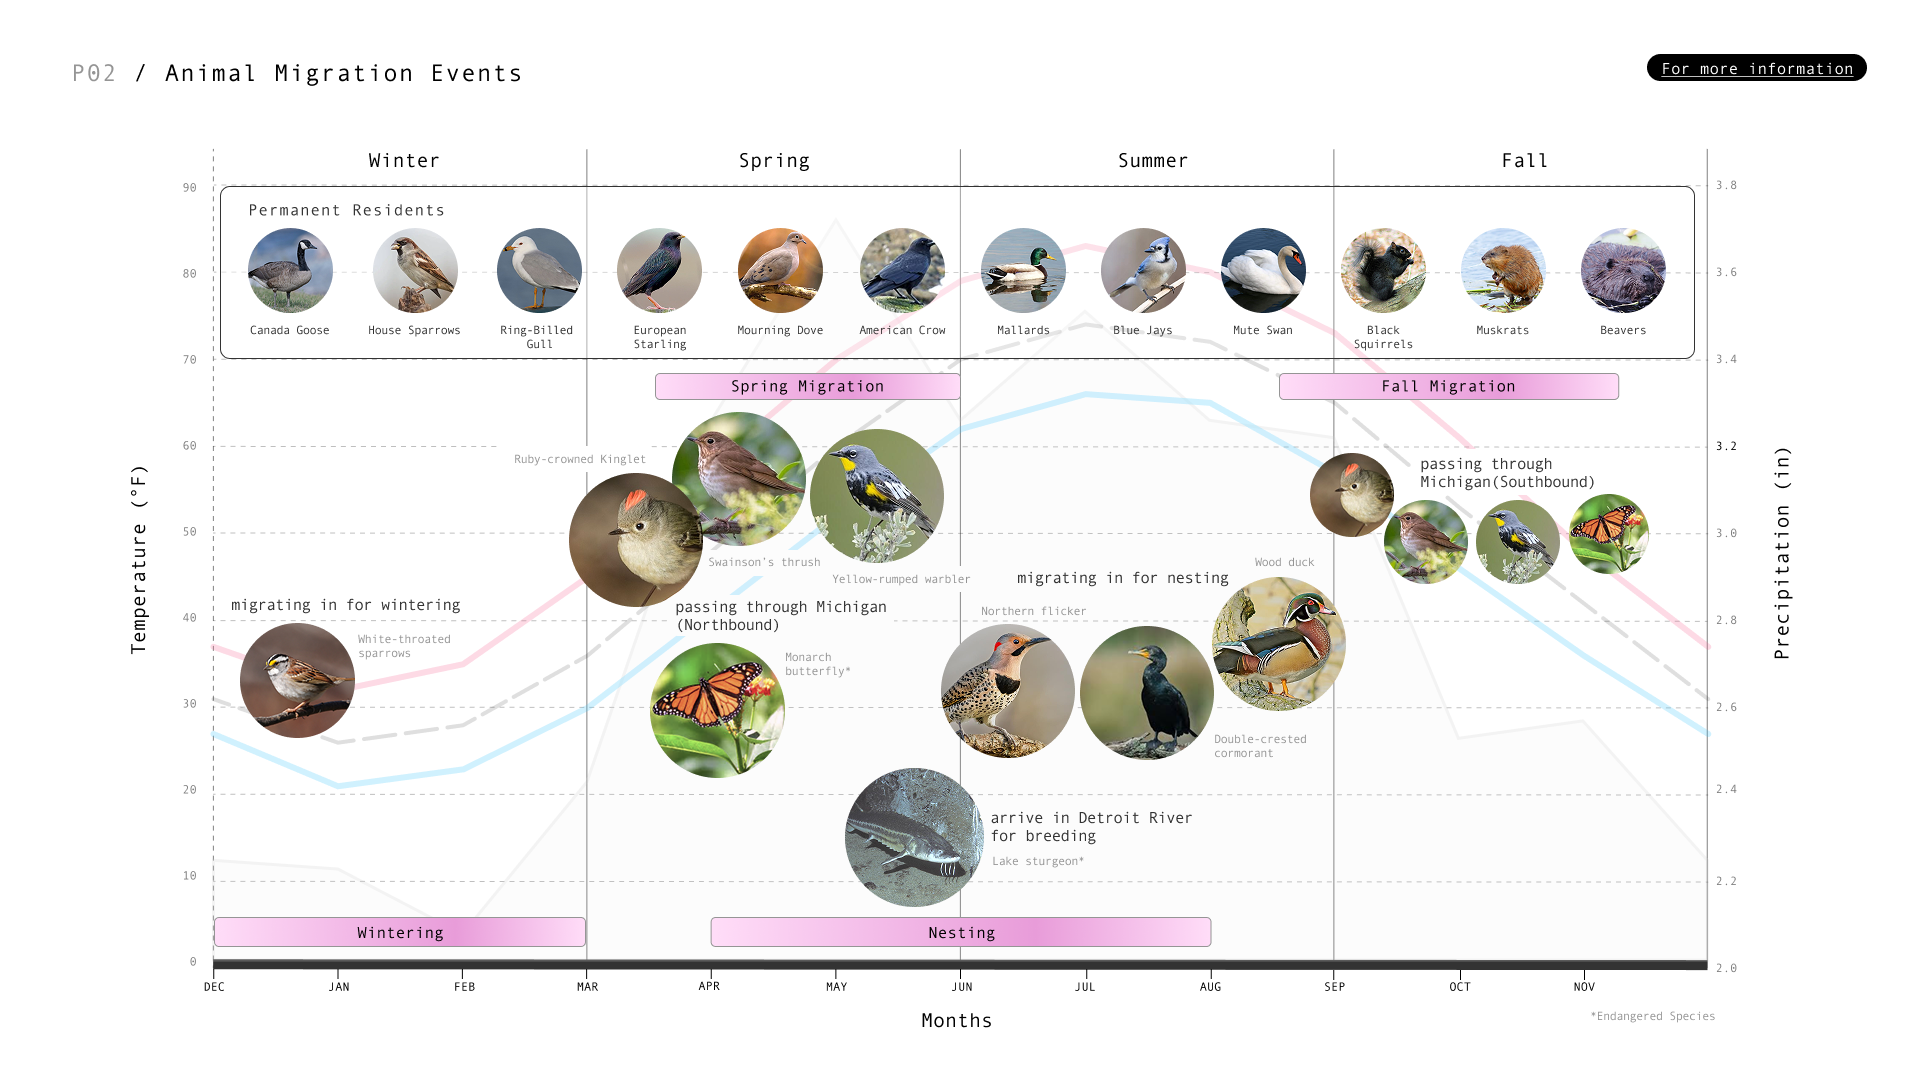 P02 / Animal Migration Events
For more information
Winter
Spring
Summer
Fall
Permanent Residents
Canada Goose
House Sparrows
Ring-Billed
Gull
European
Starling
Mourning Dove
American Crow
Mallards
Blue Jays
Mute Swan
Black
Squirrels
Muskrats
Beavers
Spring Migration
Fall Migration
Ruby-crowned Kinglet
Swainson's thrush
Yellow-rumped warbler
passing through Michigan
(Northbound)
Monarch
butterfly*
migrating in for wintering
White-throated
sparrows
migrating in for nesting
Wood duck
Northern flicker
Double-crested
cormorant
passing through
Michigan(Southbound)
arrive in Detroit River
for breeding
Lake sturgeon*
Wintering
Nesting
Temperature (°F)
90
80
70
60
50
40
30
20
10
0
Precipitation (in)
3.8
3.6
3.4
3.2
3.0
2.8
2.6
2.4
2.2
2.0
DEC
JAN
FEB
MAR
APR
MAY
JUN
JUL
AUG
SEP
OCT
NOV
Months
*Endangered Species